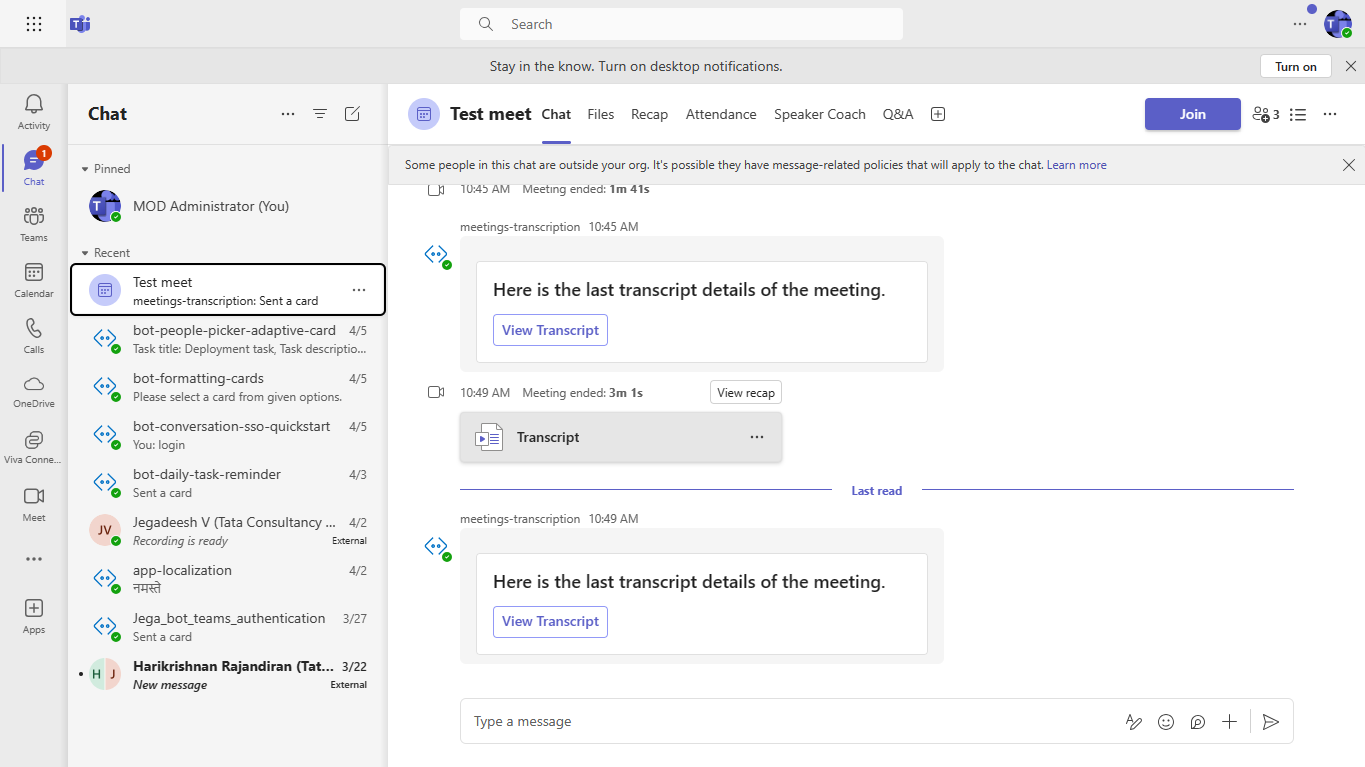 Search
Stay in the know. Turn on desktop notifications.
Turn on
Activity
1
Chat
Teams
Calendar
Calls
OneDrive
Viva Conne...
Meet
Apps
Chat
Pinned
MOD Administrator (You)
Recent
Test meet
meetings-transcription: Sent a card
bot-people-picker-adaptive-card 4/5
Task title: Deployment task, Task descriptio...
bot-formatting-cards 4/5
Please select a card from given options.
bot-conversation-sso-quickstart 4/5
You: login
bot-daily-task-reminder 4/3
Sent a card
JV
Jegadeesh V (Tata Consultancy ... 4/2
Recording is ready External
app-localization 4/2
नमस्ते
Jega_bot_teams_authentication 3/27
Sent a card
H J
Harikrishnan Rajandiran (Tat... 3/22
New message External
Test meet Chat Files Recap Attendance Speaker Coach Q&A
Join
3
Some people in this chat are outside your org. It's possible they have message-related policies that will apply to the chat. Learn more
10:45 AM Meeting ended: 1m 41s
meetings-transcription 10:45 AM
Here is the last transcript details of the meeting.
View Transcript
10:49 AM Meeting ended: 3m 1s View recap
Transcript
Last read
meetings-transcription 10:49 AM
Here is the last transcript details of the meeting.
View Transcript
Type a message